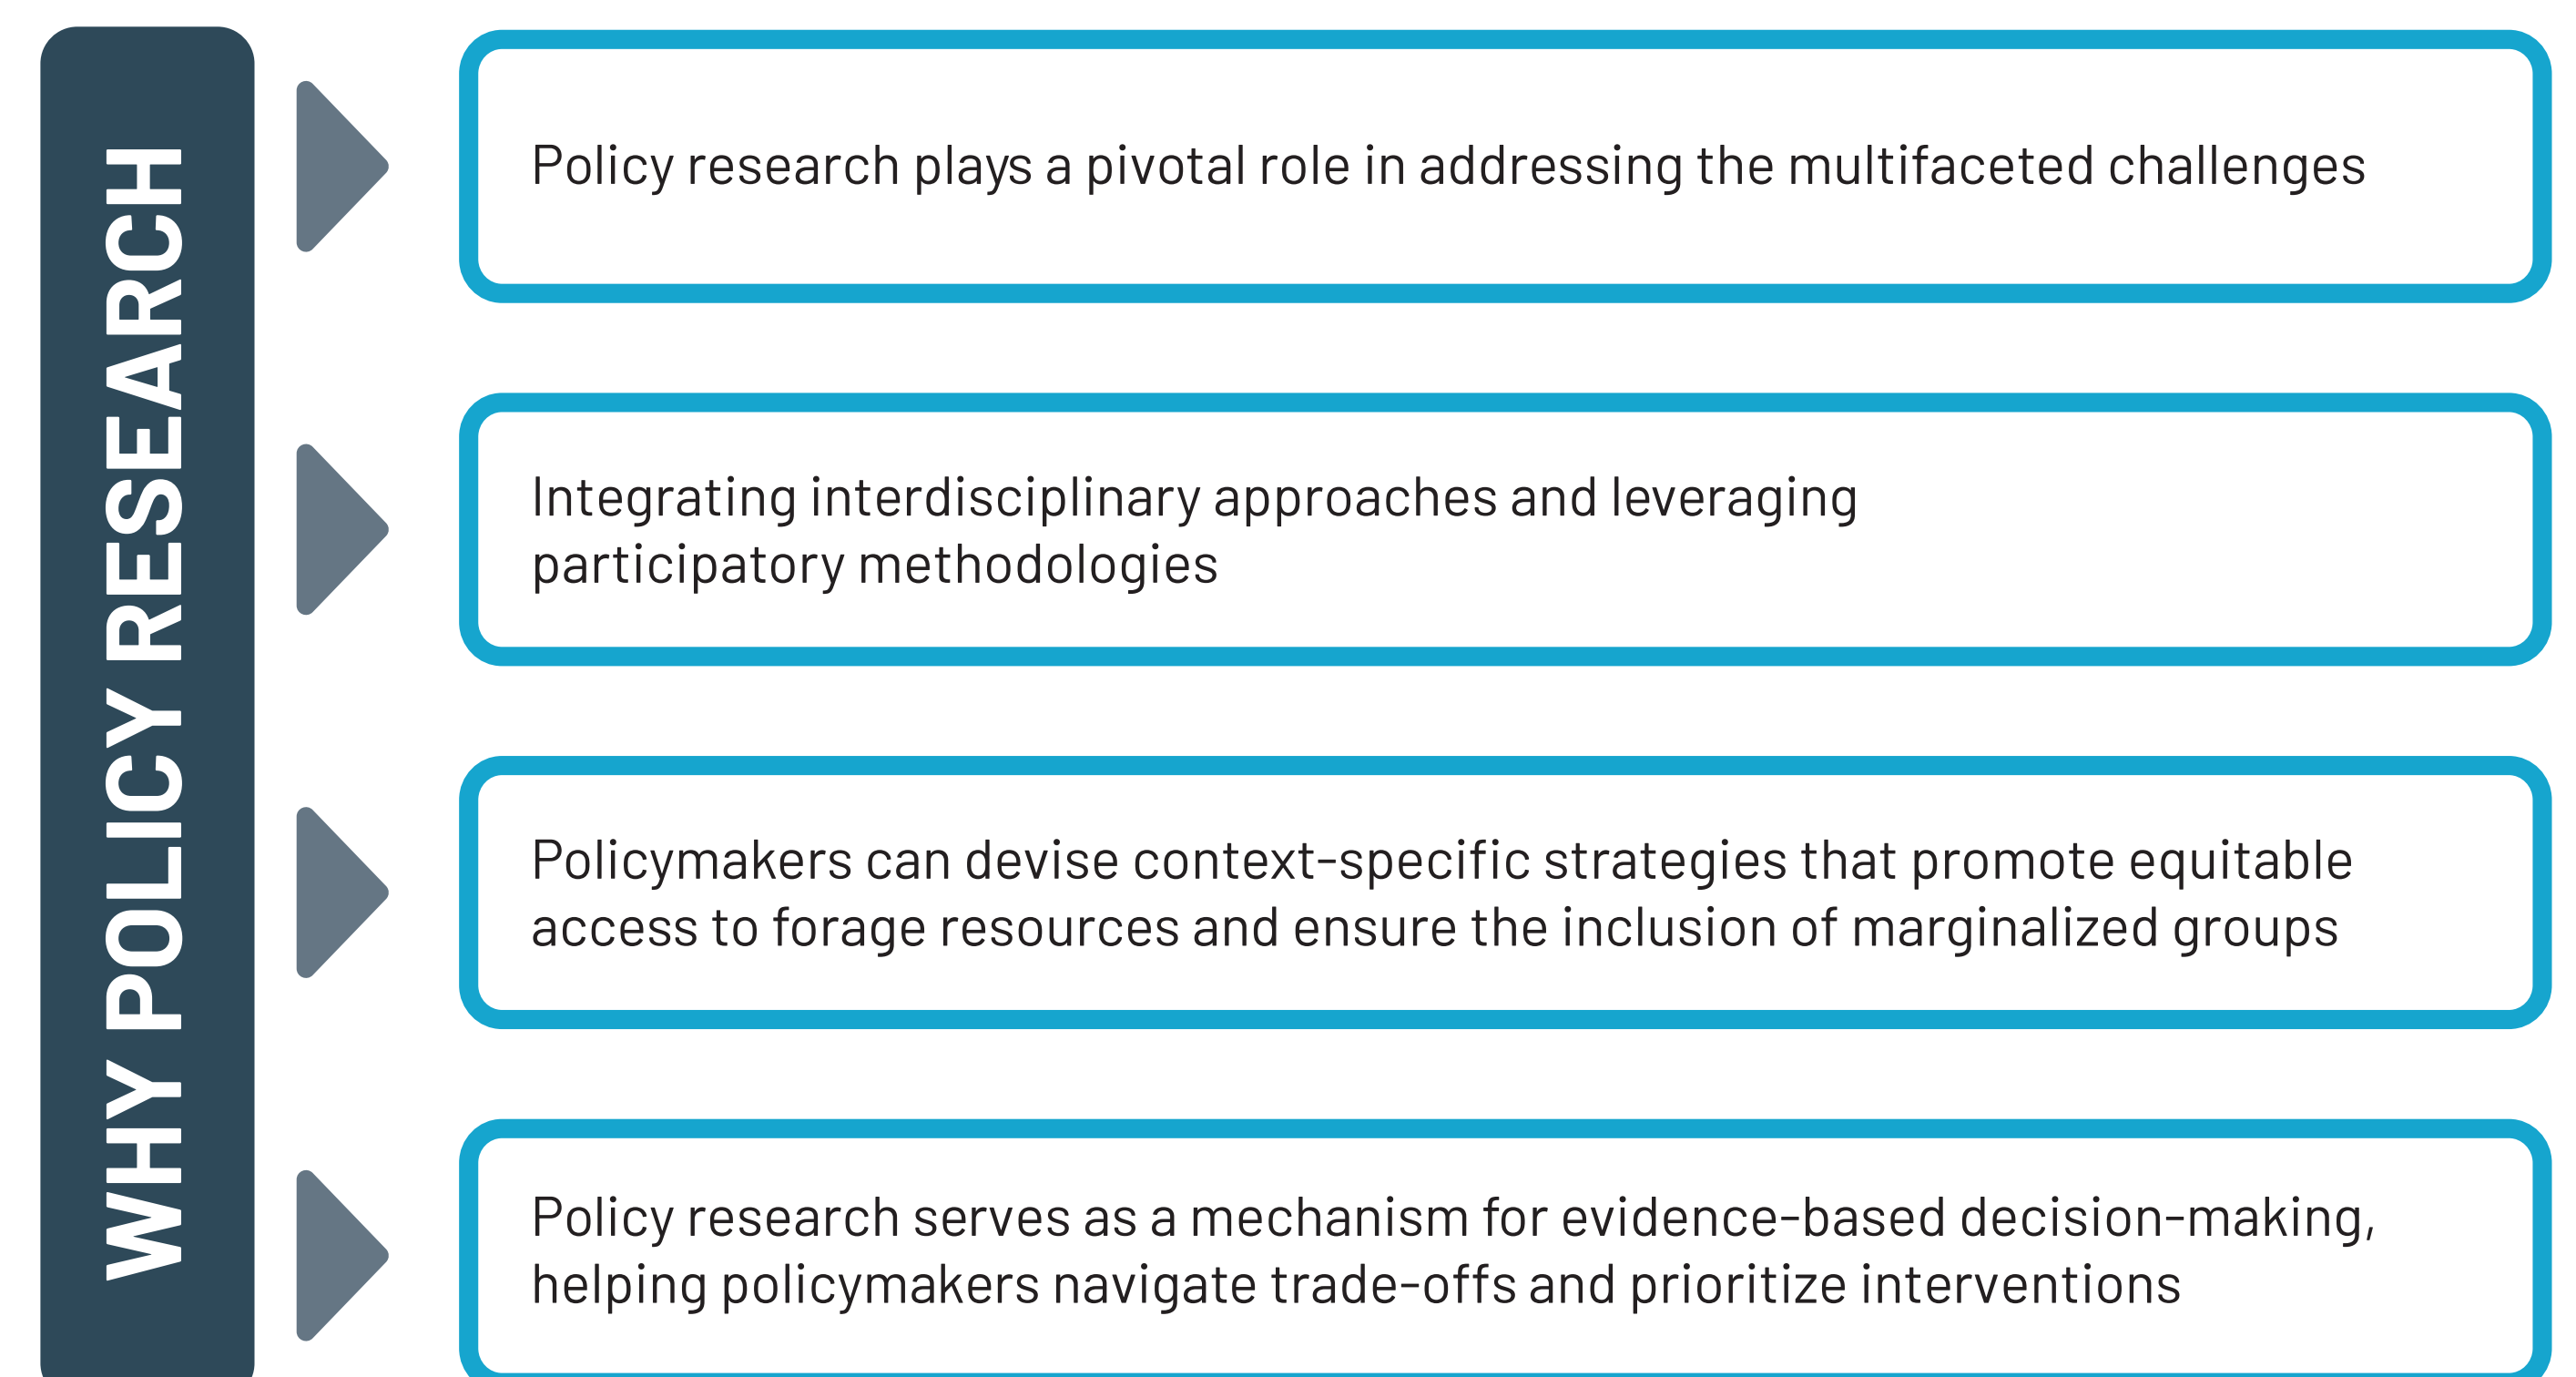 WHY POLICY RESEARCH
Policy research plays a pivotal role in addressing the multifaceted challenges
Integrating interdisciplinary approaches and leveraging
participatory methodologies
Policymakers can devise context-specific strategies that promote equitable
access to forage resources and ensure the inclusion of marginalized groups
Policy research serves as a mechanism for evidence-based decision-making,
helping policymakers navigate trade-offs and prioritize interventions